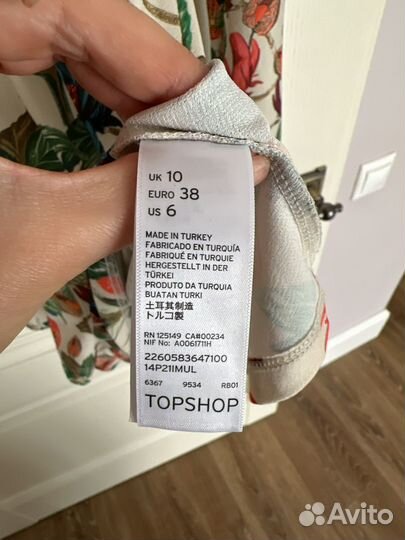 UK 10
EURO 38
US 6
MADE IN TURKEY
FABRICADO EN TURQUÍA
FABRIQUÉ EN TURQUIE
HERGESTELLT IN DER
TÜRKEI
PRODUTO DA TURQUIA
BUATAN TURKI
土耳其制造
トルコ製
RN 125149 CA#00234
NIF No: A0061711H
2260583647100
14P21IMUL
6367 9534 RB01
TOPSHOP
Avito